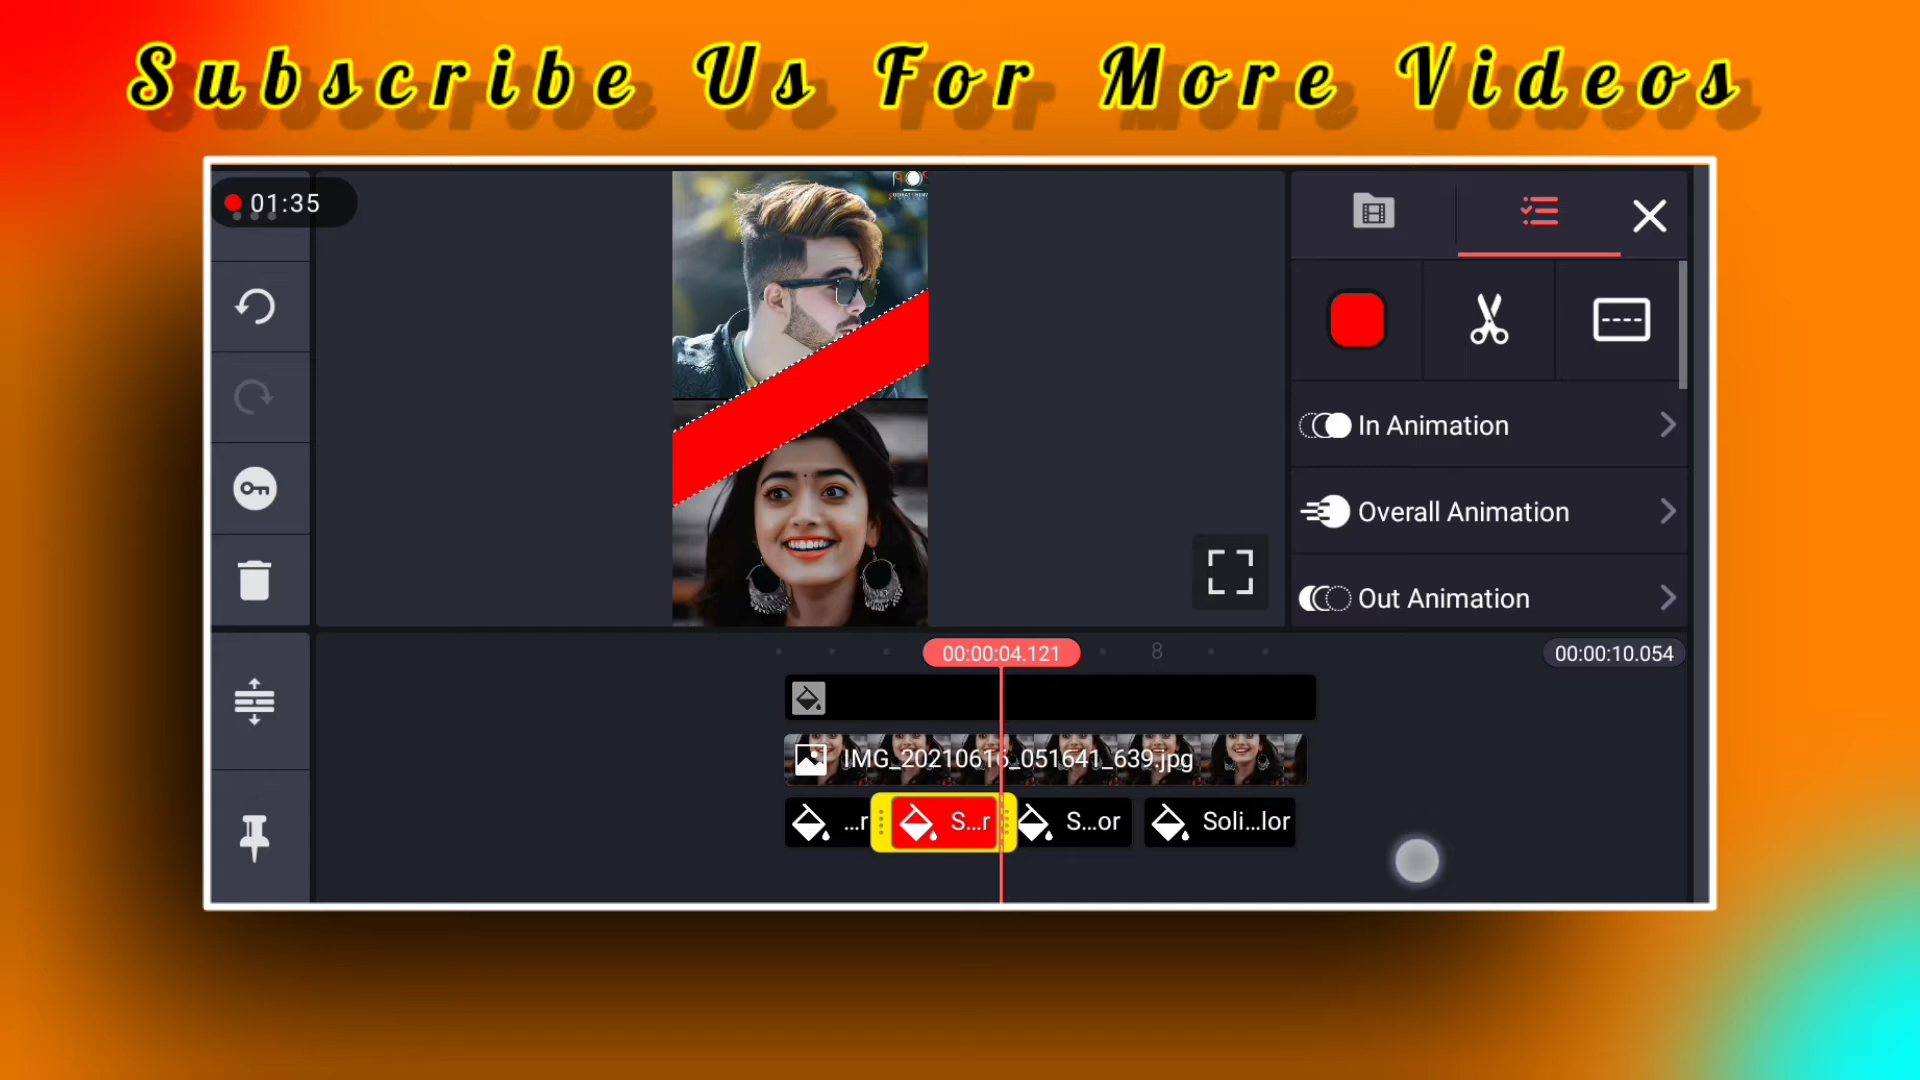 Subscribe Us For More Videos
01:35
In Animation
Overall Animation
Out Animation
00:00:04.121
8
00:00:10.054
IMG_20210616_051641_639.jpg
...r
S...r
S...or
Soli...lor